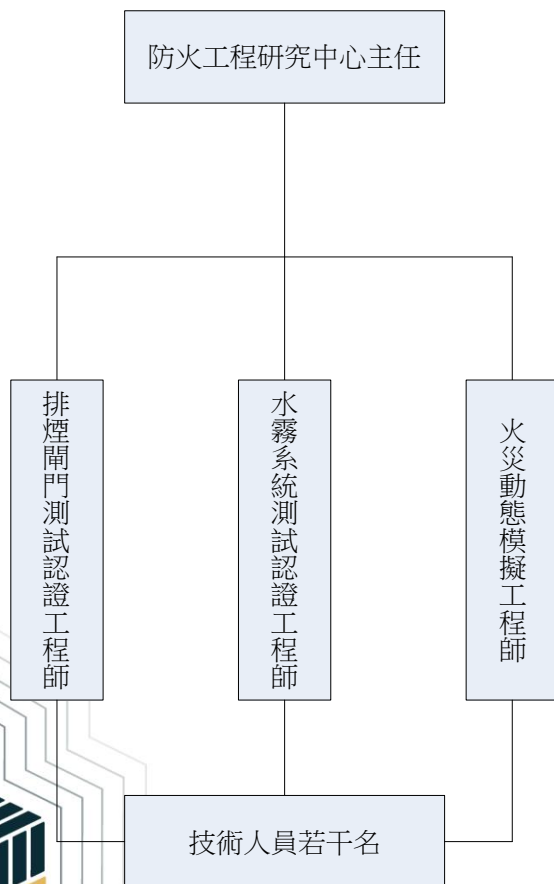 防火工程研究中心主任
排煙閘門測試認證工程師
水霧系統測試認證工程師
火災動態模擬工程師
技術人員若干名